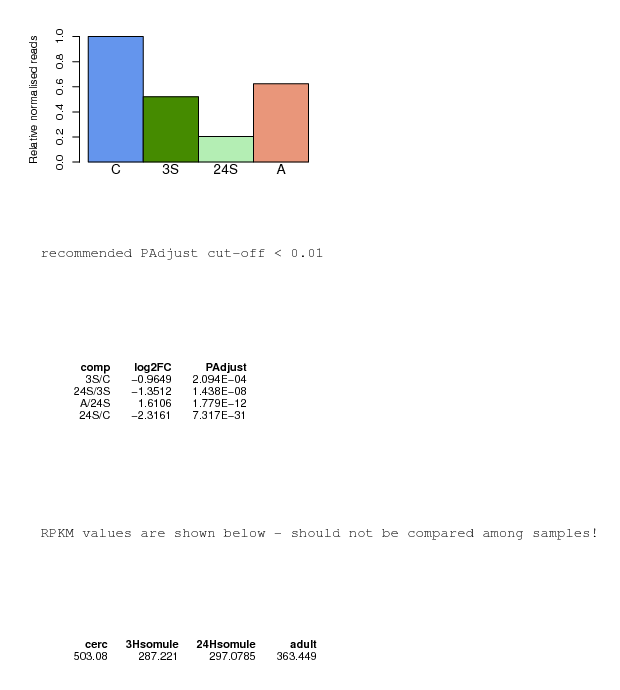 Relative normalised reads
1.0
0.8
0.6
0.4
0.2
0.0
C 3S 24S A
recommended PAdjust cut-off < 0.01
comp log2FC PAdjust
3S/C −0.9649 2.094E−04
24S/3S −1.3512 1.438E−08
A/24S 1.6106 1.779E−12
24S/C −2.3161 7.317E−31
RPKM values are shown below - should not be compared among samples!
cerc 3Hsomule 24Hsomule adult
503.08 287.221 297.0785 363.449